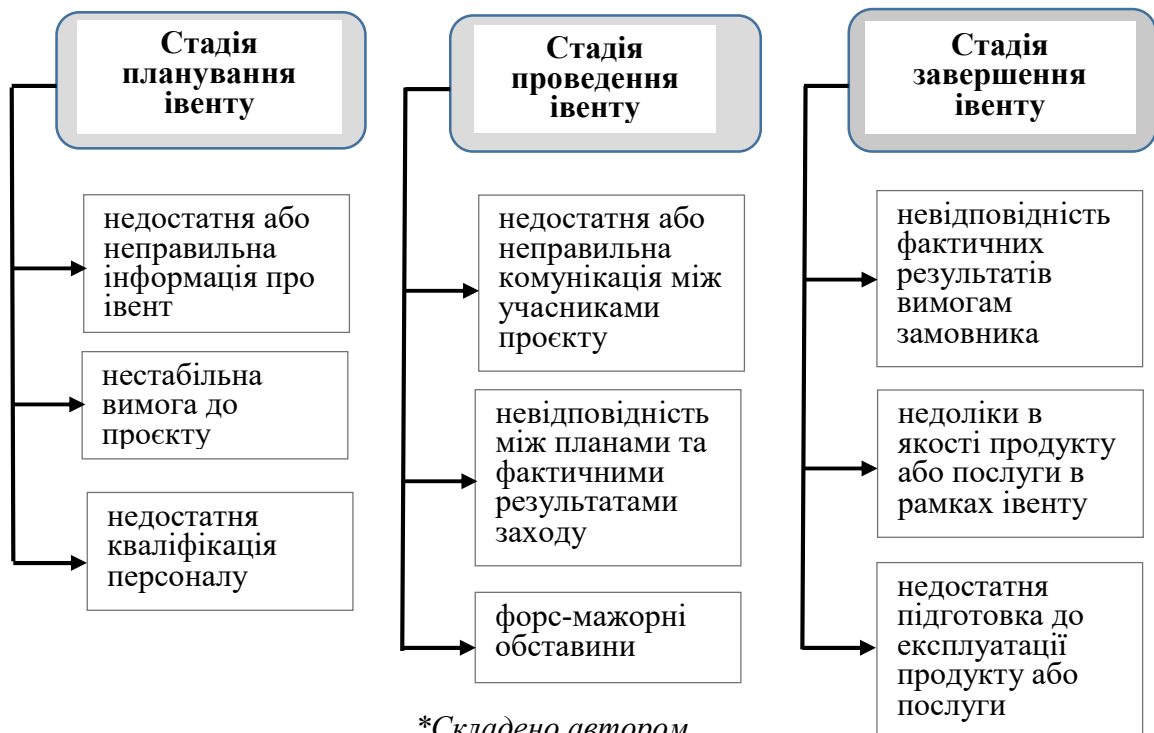 Стадія
планування
івенту
недостатня або
неправильна
інформація про
івент
нестабільна
вимога до
проєкту
недостатня
кваліфікація
персоналу
Стадія
проведення
івенту
недостатня або
неправильна
комунікація між
учасниками
проєкту
невідповідність
між планами та
фактичними
результатами
заходу
форс-мажорні
обставини
Стадія
завершення
івенту
невідповідність
фактичних
результатів
вимогам
замовника
недоліки в
якості продукту
або послуги в
рамках івенту
недостатня
підготовка до
експлуатації
продукту або
послуги
*Складено автором